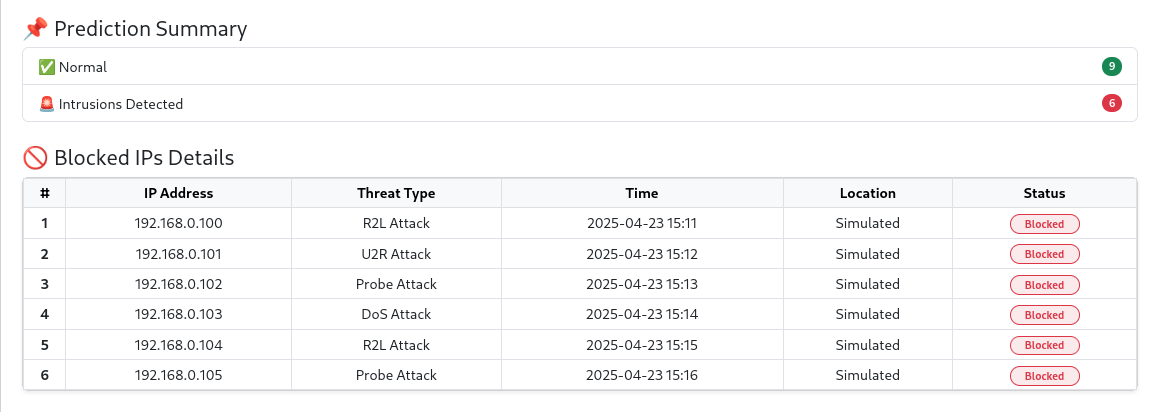 📌 Prediction Summary
✅ Normal 9
🚨 Intrusions Detected 6
🚫 Blocked IPs Details
# IP Address Threat Type Time Location Status
1 192.168.0.100 R2L Attack 2025-04-23 15:11 Simulated Blocked
2 192.168.0.101 U2R Attack 2025-04-23 15:12 Simulated Blocked
3 192.168.0.102 Probe Attack 2025-04-23 15:13 Simulated Blocked
4 192.168.0.103 DoS Attack 2025-04-23 15:14 Simulated Blocked
5 192.168.0.104 R2L Attack 2025-04-23 15:15 Simulated Blocked
6 192.168.0.105 Probe Attack 2025-04-23 15:16 Simulated Blocked